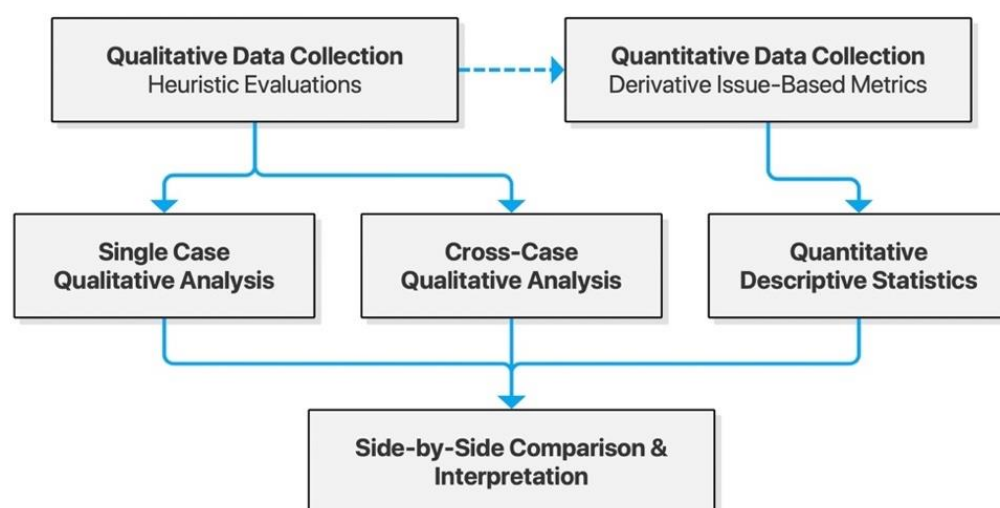 Qualitative Data Collection
Heuristic Evaluations
Quantitative Data Collection
Derivative Issue-Based Metrics
Single Case
Qualitative Analysis
Cross-Case
Qualitative Analysis
Quantitative
Descriptive Statistics
Side-by-Side Comparison &
Interpretation